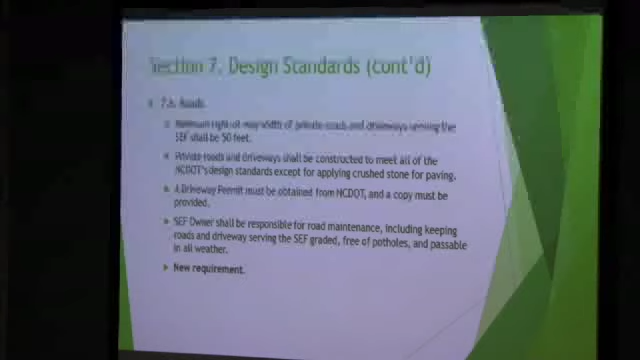 Section 7. Design Standards (cont'd)
7.6. Roads
Minimum right-of-way width of private roads and driveways serving the
SEF shall be 50 feet.
Private roads and driveways shall be constructed to meet all of the
NCDOT's design standards except for applying crushed stone for paving.
A Driveway Permit must be obtained from NCDOT, and a copy must be
provided.
SEF Owner shall be responsible for road maintenance, including keeping
roads and driveway serving the SEF graded, free of potholes, and passable
in all weather.
New requirement.